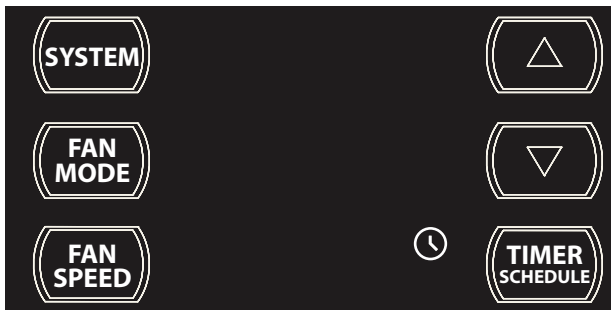 SYSTEM
FAN
MODE
FAN
SPEED
TIMER
SCHEDULE